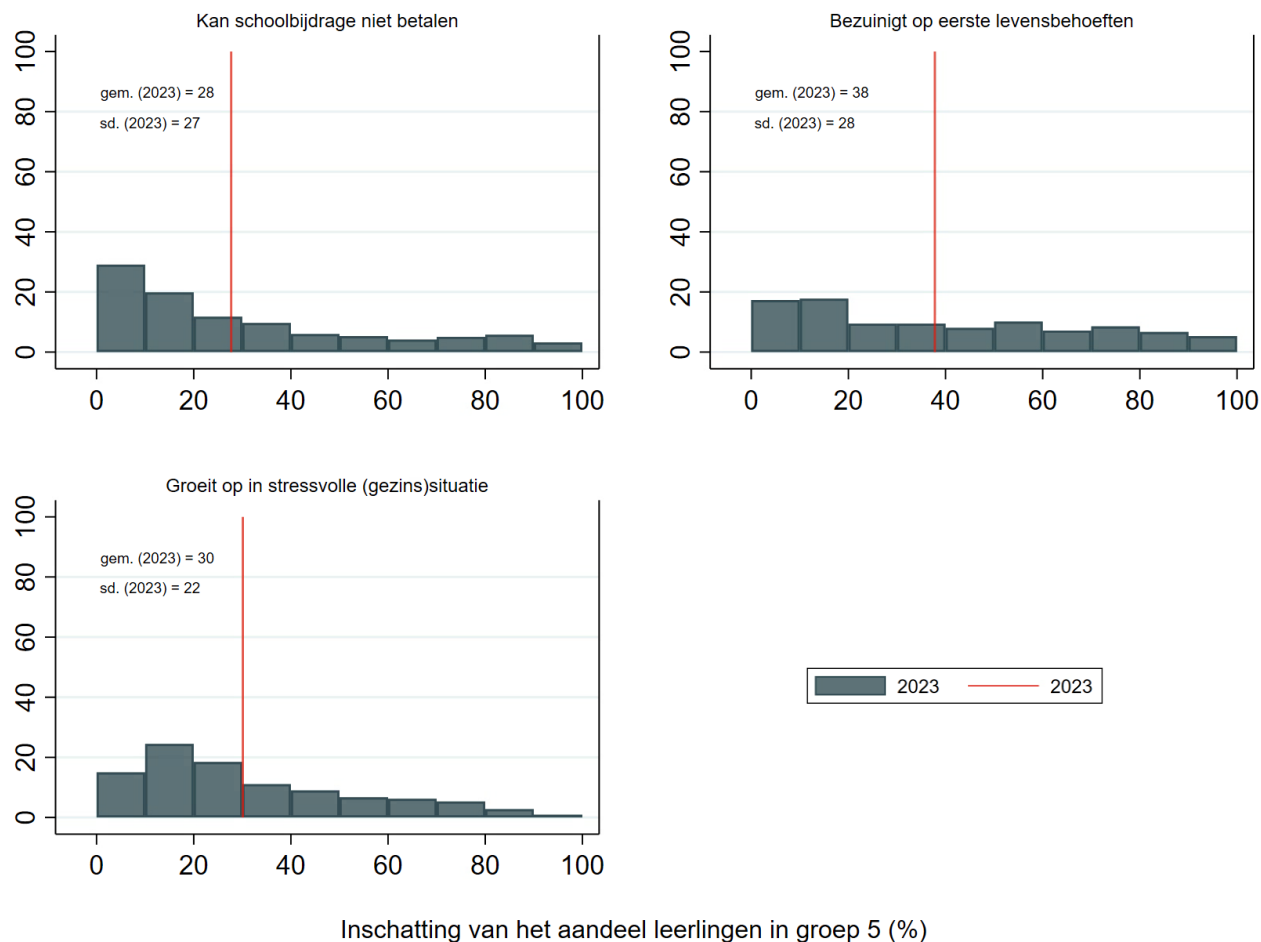 Kan schoolbijdrage niet betalen
100
80
60
40
20
0
gem. (2023) = 28
sd. (2023) = 27
0 20 40 60 80 100
Bezuinigt op eerste levensbehoeften
100
80
60
40
20
0
gem. (2023) = 38
sd. (2023) = 28
0 20 40 60 80 100
Groeit op in stressvolle (gezins)situatie
100
80
60
40
20
0
gem. (2023) = 30
sd. (2023) = 22
0 20 40 60 80 100
2023 2023
Inschatting van het aandeel leerlingen in groep 5 (%)